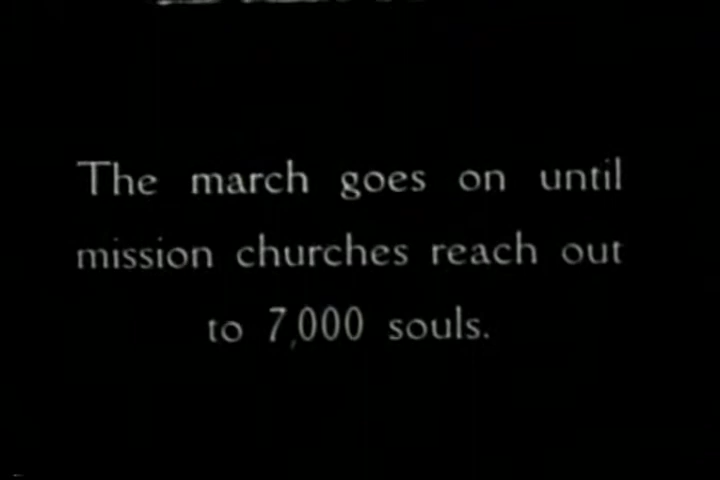 The march goes on until
mission churches reach out
to 7,000 souls.